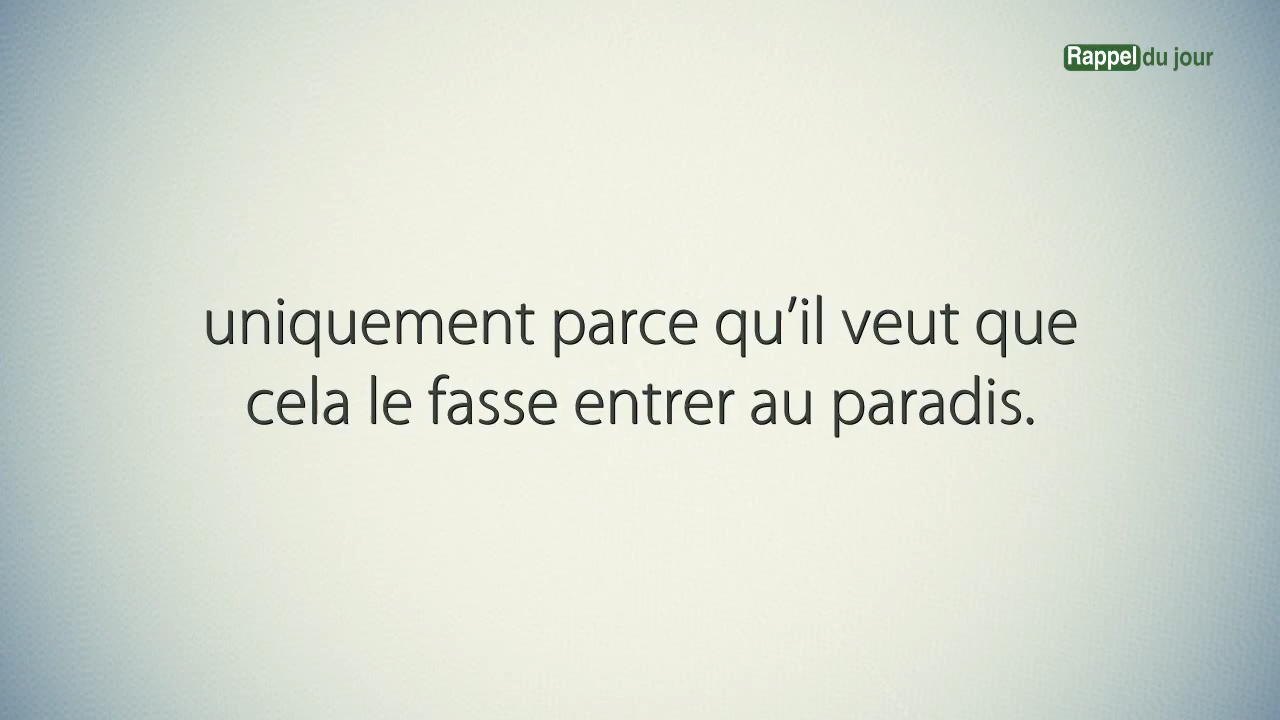 Rappel du jour
uniquement parce qu’il veut que
cela le fasse entrer au paradis.